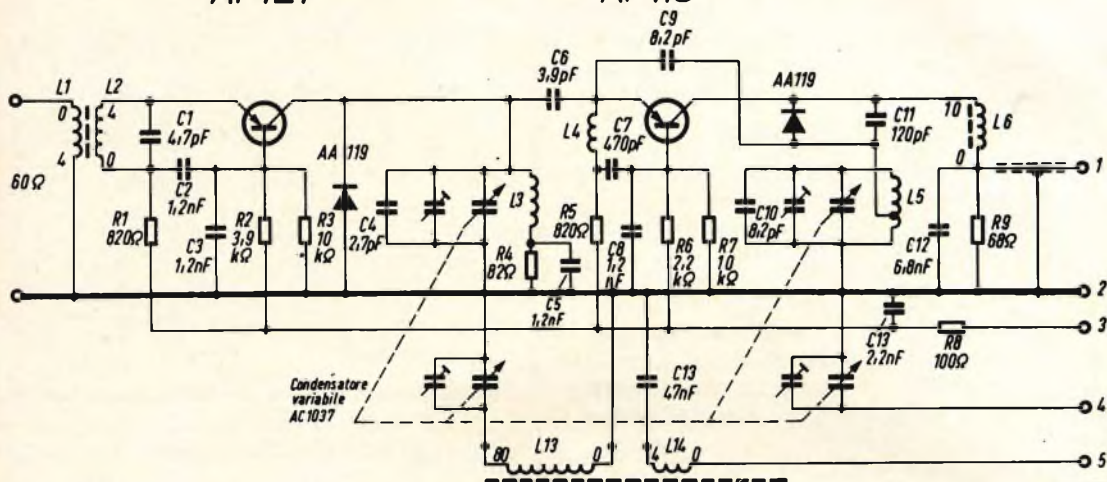 C9
8,2pF
C6
3,9pF
AA119
L1
0
4
60Ω
L2
4
0
C1
4,7pF
C2
1,2nF
R1
820Ω
C3
1,2nF
R2
3,9
kΩ
R3
10
kΩ
AA119
C4
2,7pF
L3
R4
82Ω
C5
1,2nF
L4
C7
470pF
R5
820Ω
C8
1,2
nF
R6
2,2
kΩ
R7
10
kΩ
C10
8,2pF
L5
C11
120pF
10
L6
0
C12
6,8nF
R9
68Ω
1
2
3
4
5
C13
2,2nF
R8
100Ω
Condensatore
variabile
AC1037
C13
47nF
80
L13
0
4
L14
0